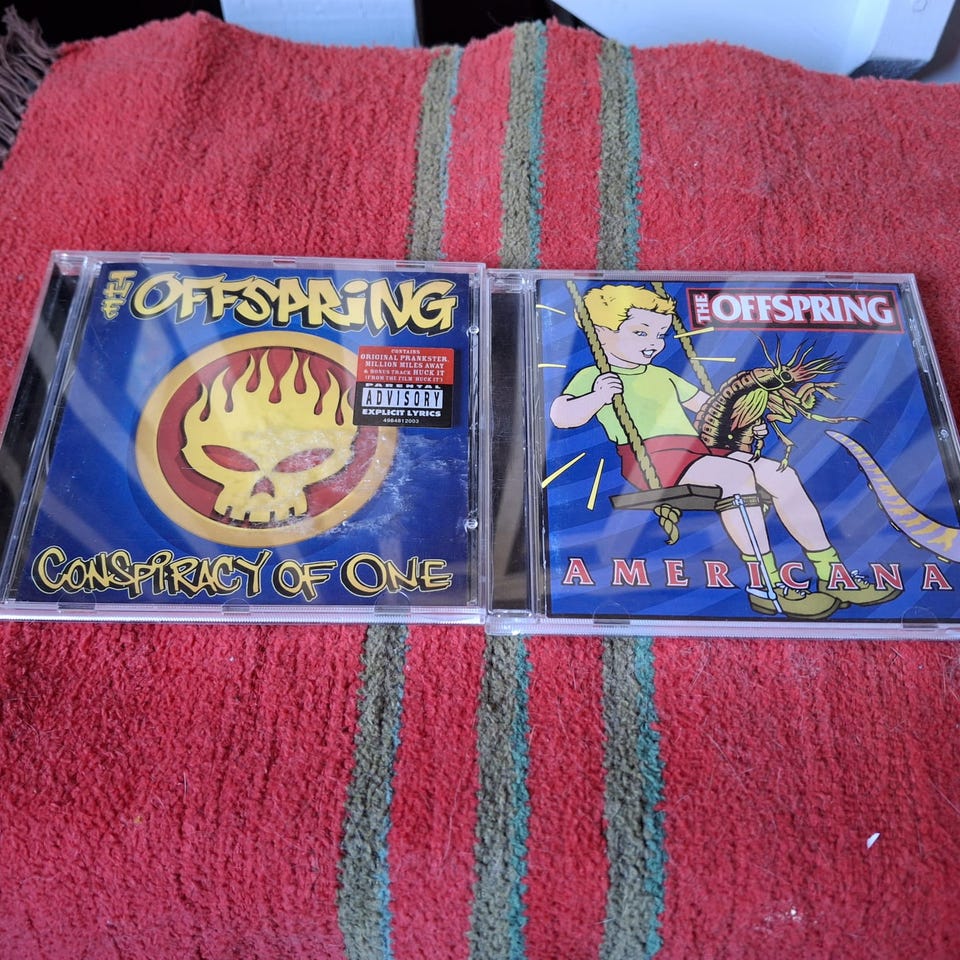 THE OFFSPRING
CONTAINS
ORIGINAL PRANKSTER
MILLION MILES AWAY
& BONUS TRACK HUCK IT
(FROM THE FILM 'HUCK IT')
PARENTAL
ADVISORY
EXPLICIT LYRICS
4984812003
CONSPIRACY OF ONE
THE OFFSPRING
AMERICANA